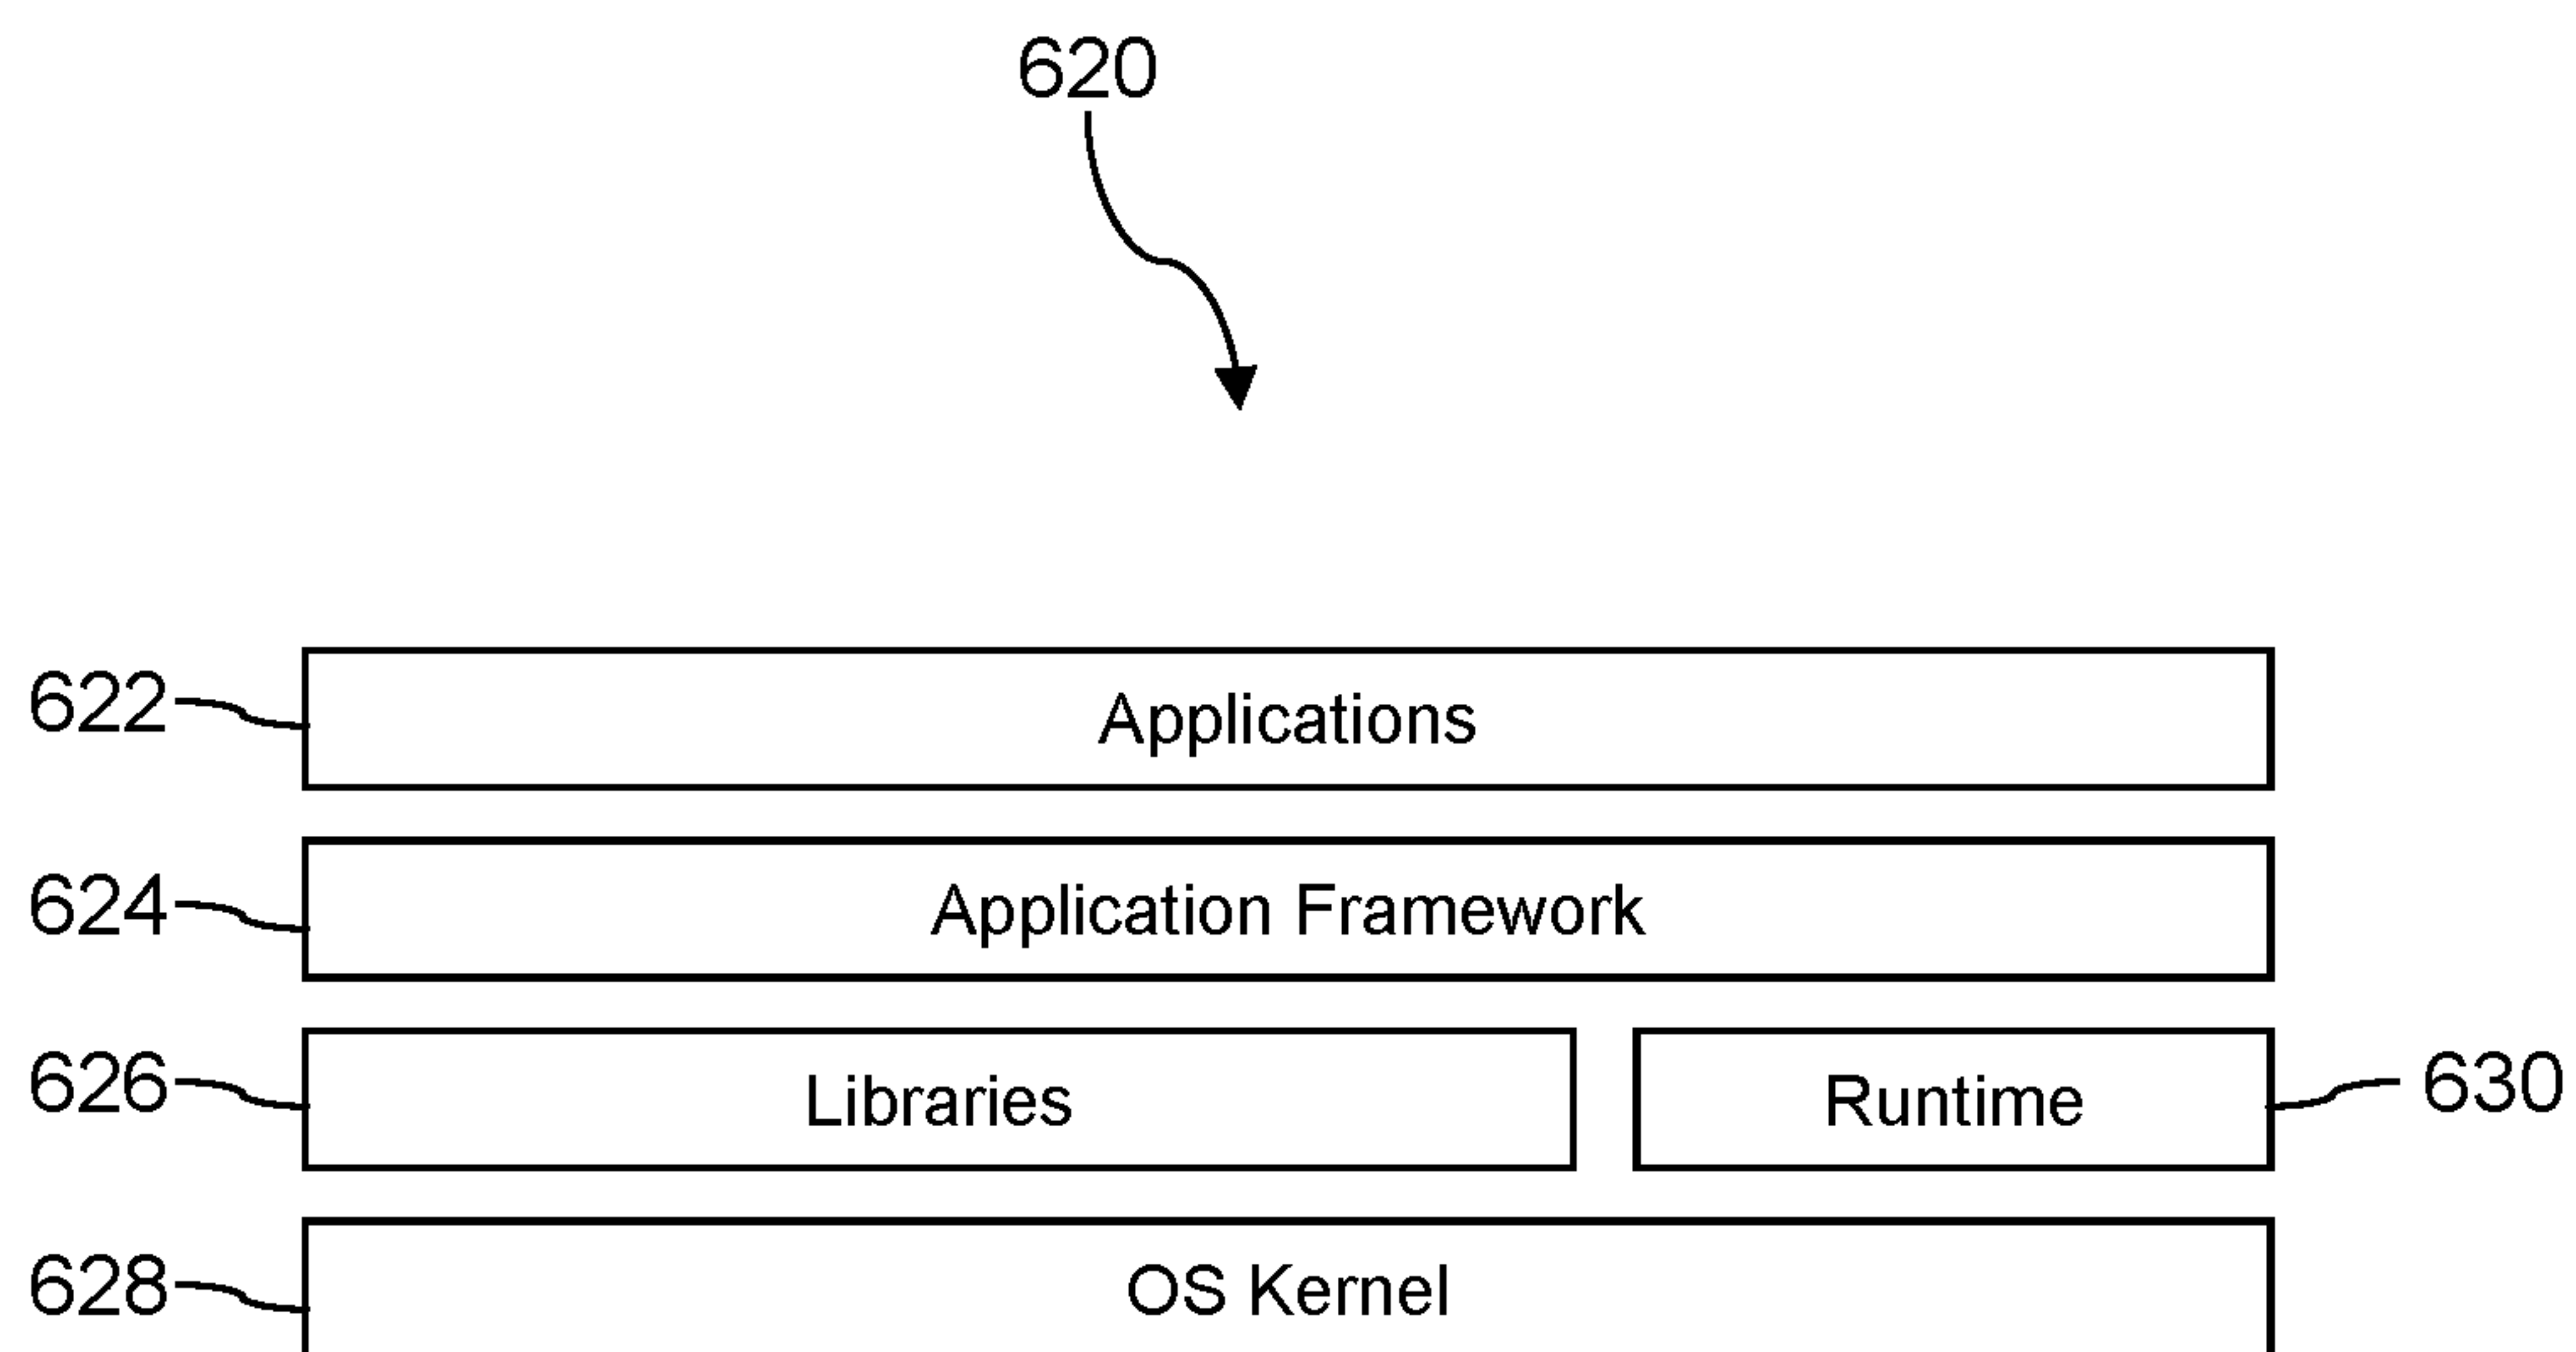 620
622 Applications
624 Application Framework
626 Libraries Runtime 630
628 OS Kernel